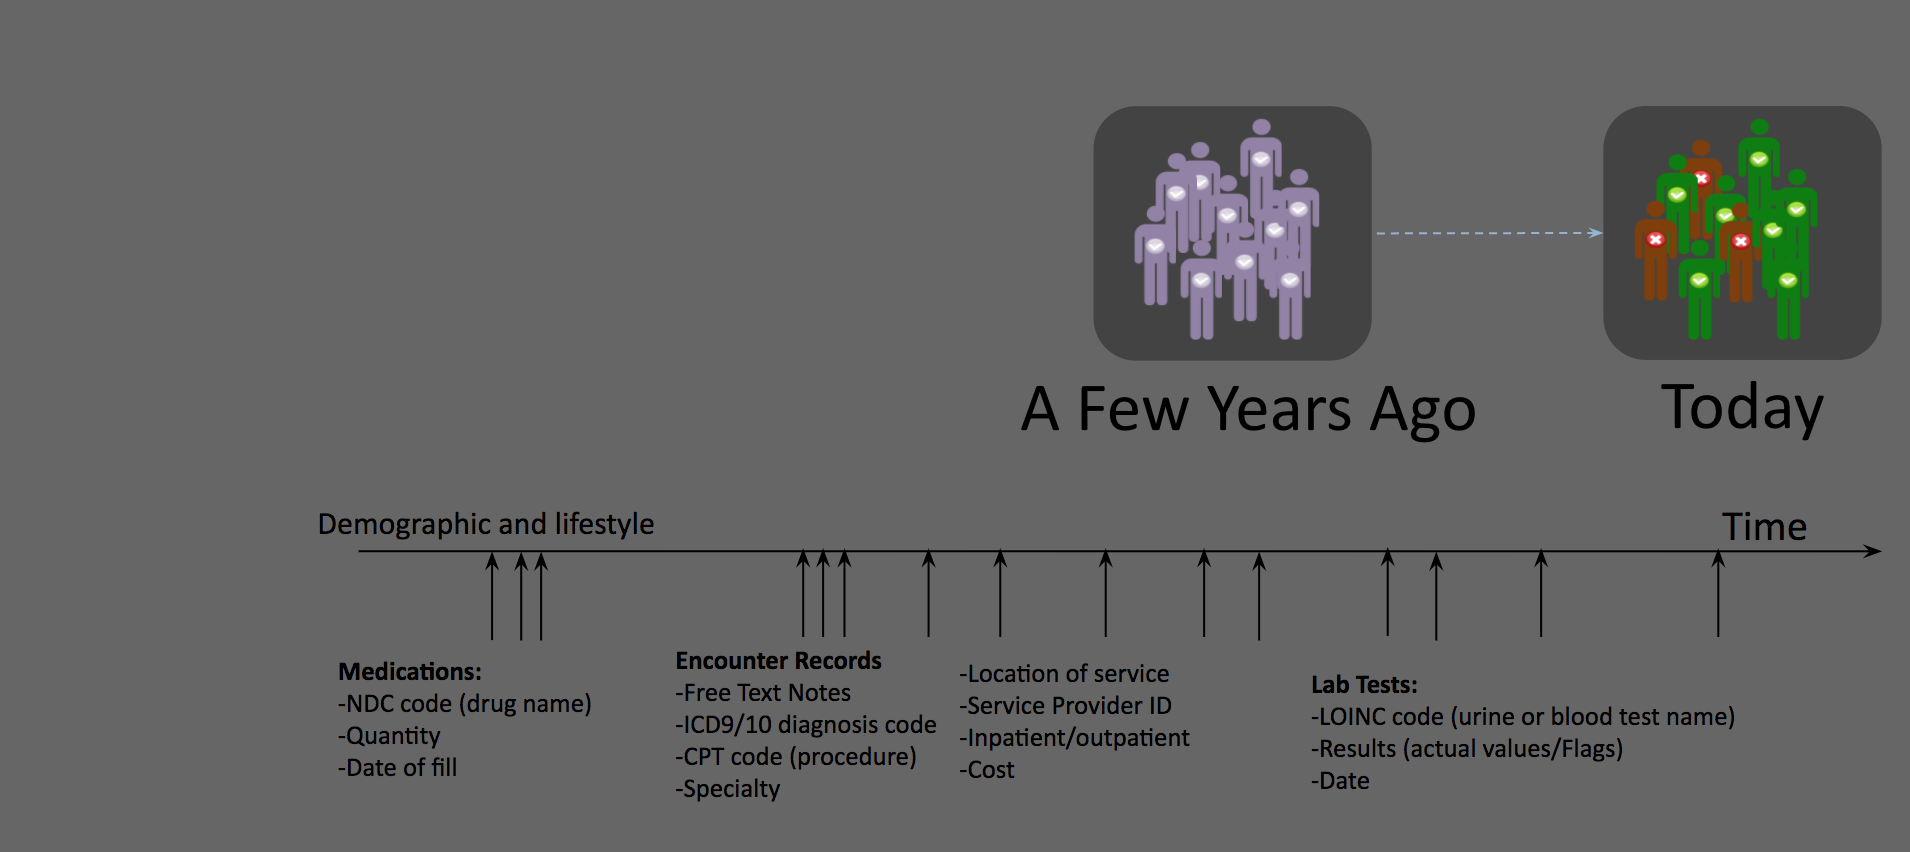 A Few Years Ago
Today
Demographic and lifestyle
Time
Medications:
-NDC code (drug name)
-Quantity
-Date of fill
Encounter Records
-Free Text Notes
-ICD9/10 diagnosis code
-CPT code (procedure)
-Specialty
-Location of service
-Service Provider ID
-Inpatient/outpatient
-Cost
Lab Tests:
-LOINC code (urine or blood test name)
-Results (actual values/Flags)
-Date